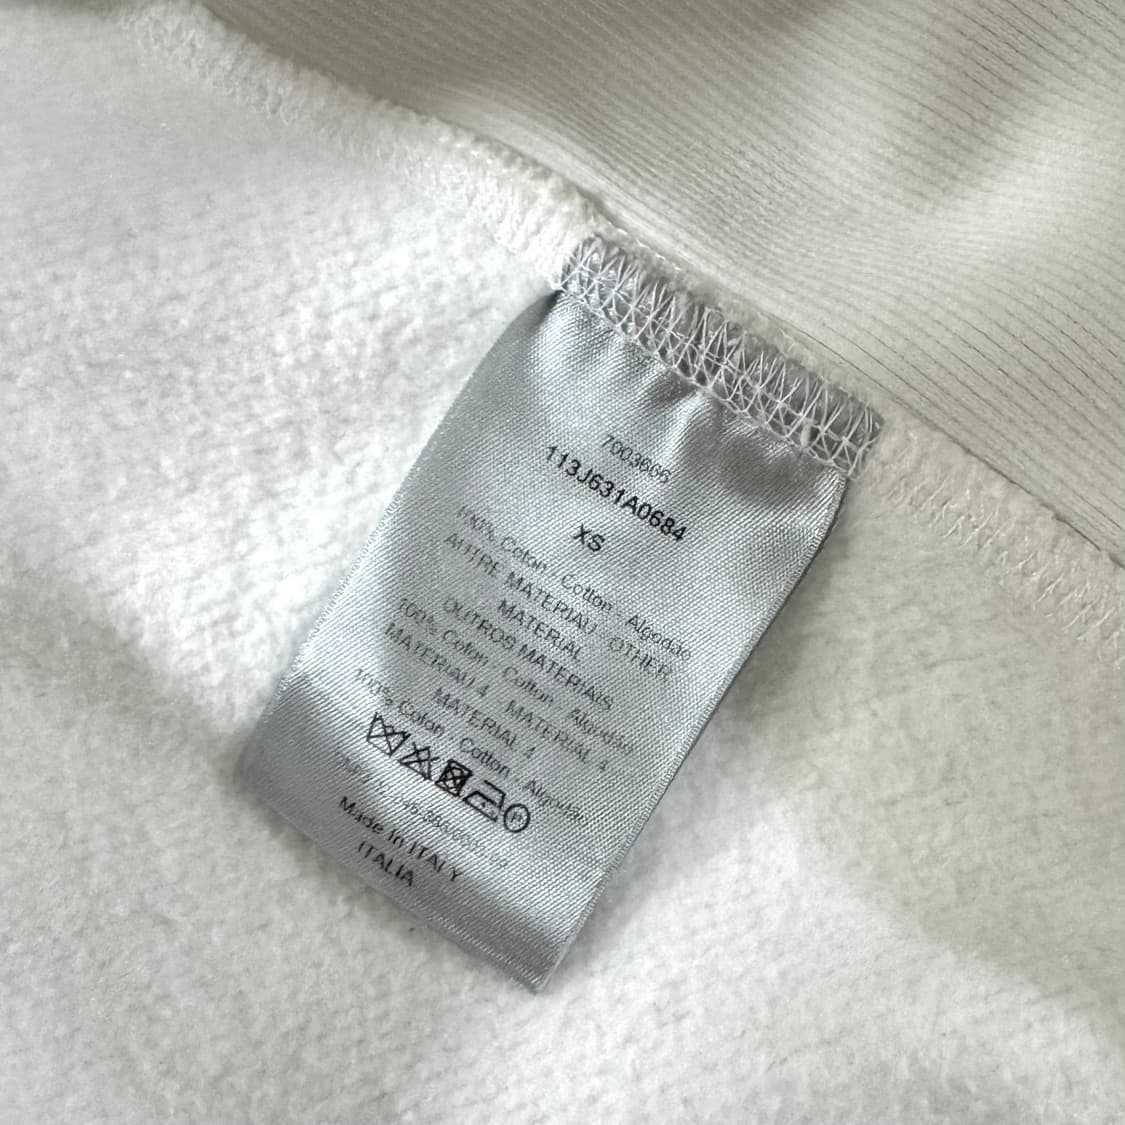 7003606
113J631A0684
XS
100% Coton - Cotton - Algodão
AUTRE MATERIAU - OTHER
MATERIAL
OUTROS MATERIAIS
100% Coton - Cotton - Algodão
MATERIAU 4 - MATERIAL 4
MATERIAL 4
100% Coton - Cotton - Algodão
Made in ITALY
ITALIA